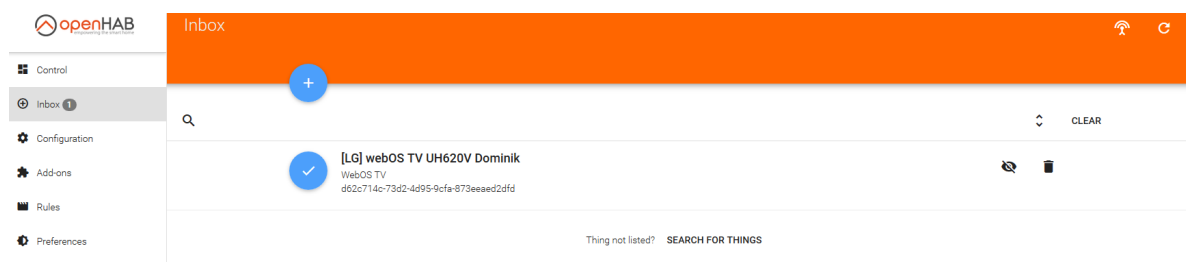 openHAB
empowering the smart home
Inbox
Control
Inbox 1
Configuration
Add-ons
Rules
Preferences
CLEAR
[LG] webOS TV UH620V Dominik
WebOS TV
d62c714c-73d2-4d95-9cfa-873eeaed2dfd
Thing not listed? SEARCH FOR THINGS